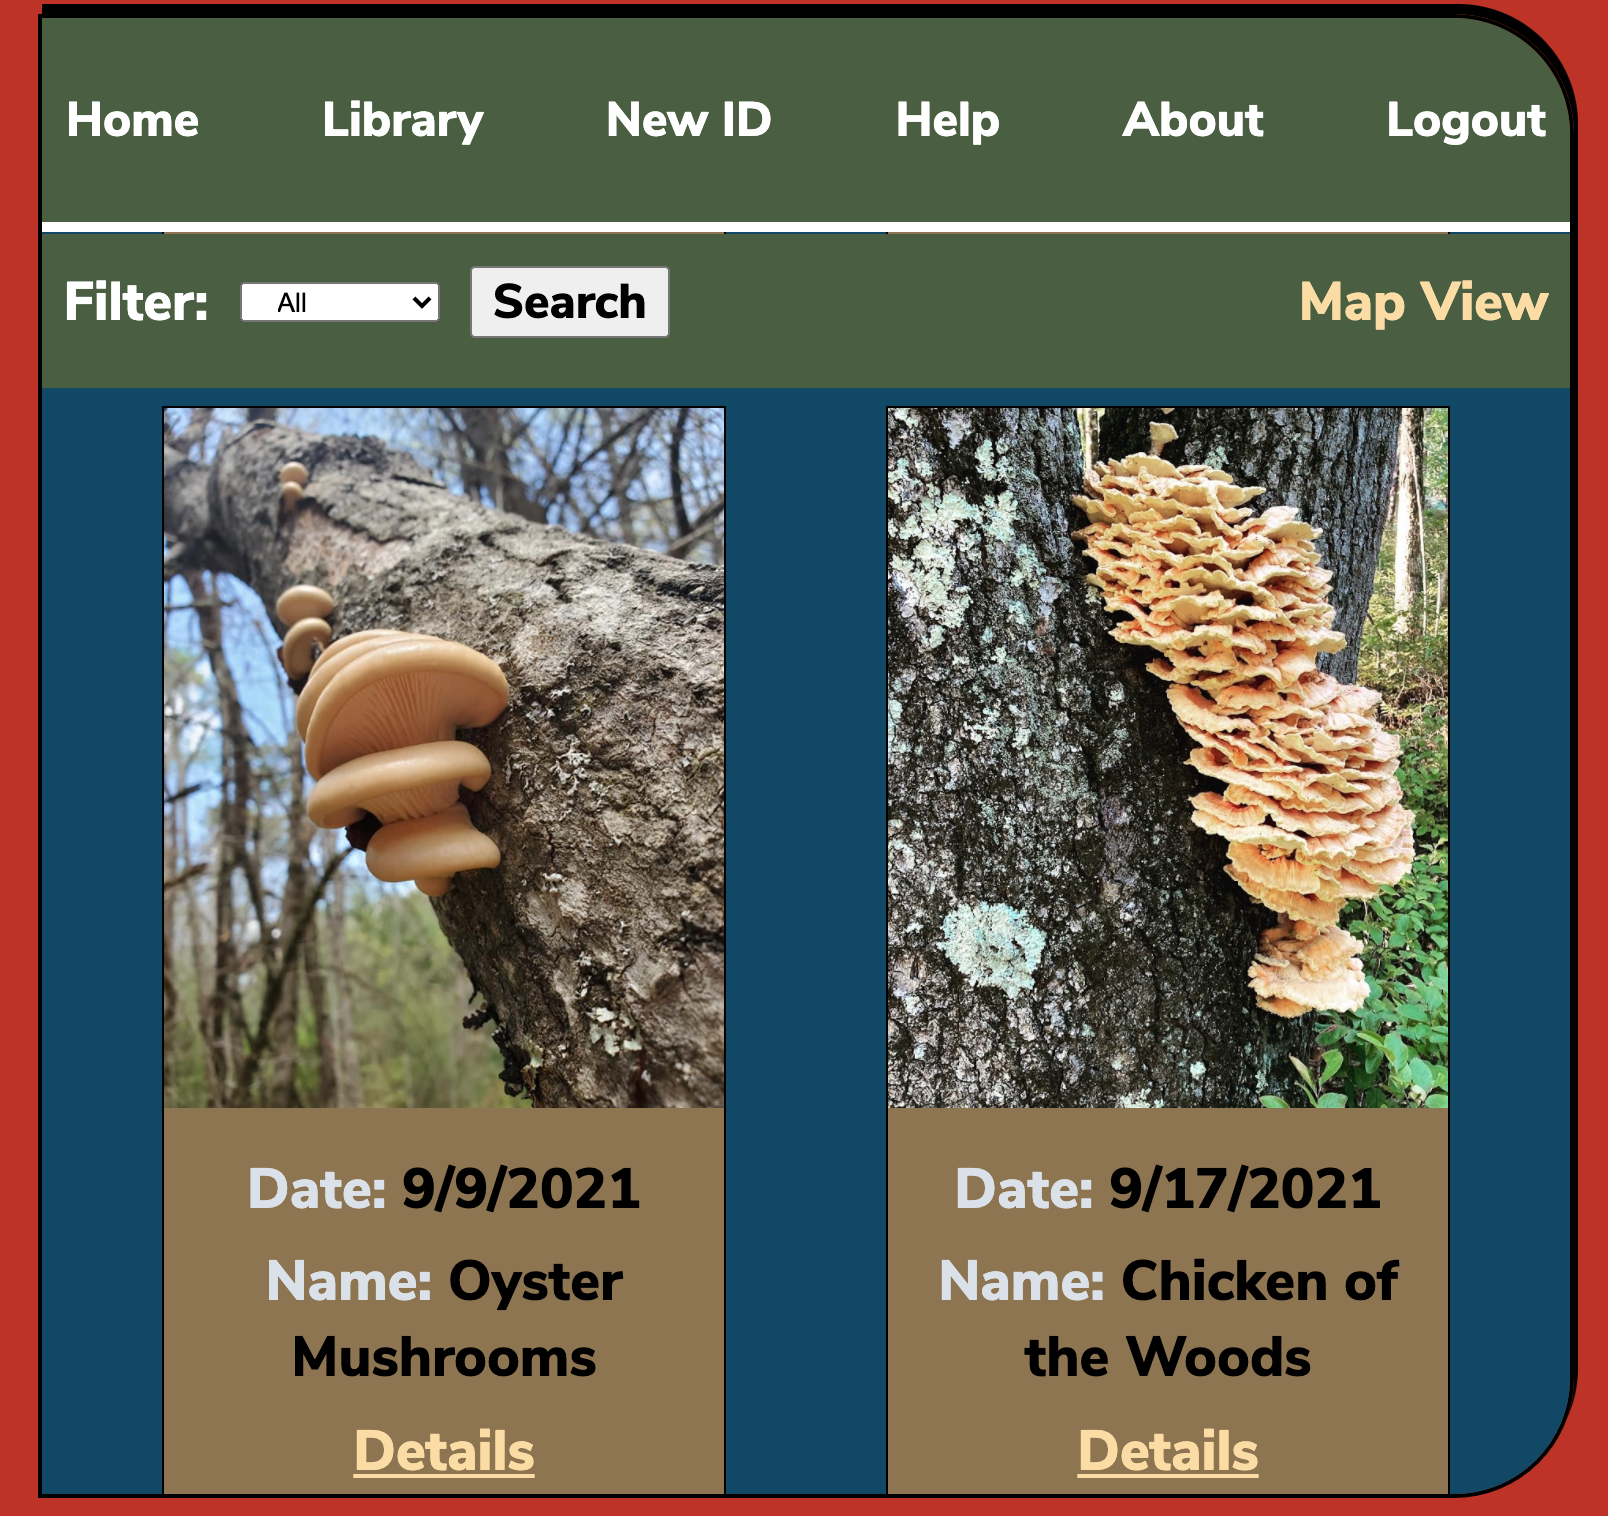 Home Library New ID Help About Logout
Filter: All Search Map View
Date: 9/9/2021
Name: Oyster
Mushrooms
Details
Date: 9/17/2021
Name: Chicken of
the Woods
Details